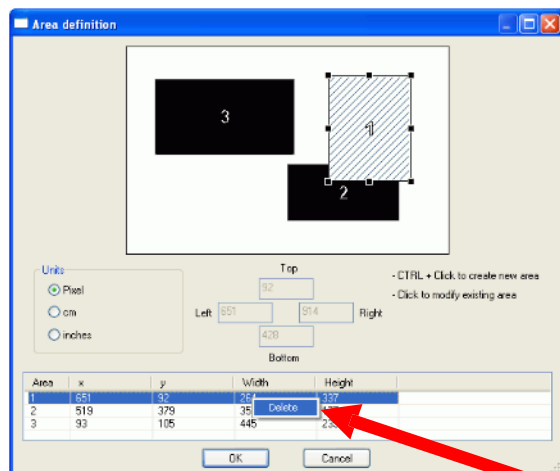 Area definition
3
1
2
Units
Pixel
cm
inches
Top
92
Left 651 914 Right
428
Bottom
- CTRL + Click to create new area
- Click to modify existing area
Area x y Width Height
1 651 92 337
2 519 379
3 93 105 445
Delete
OK Cancel